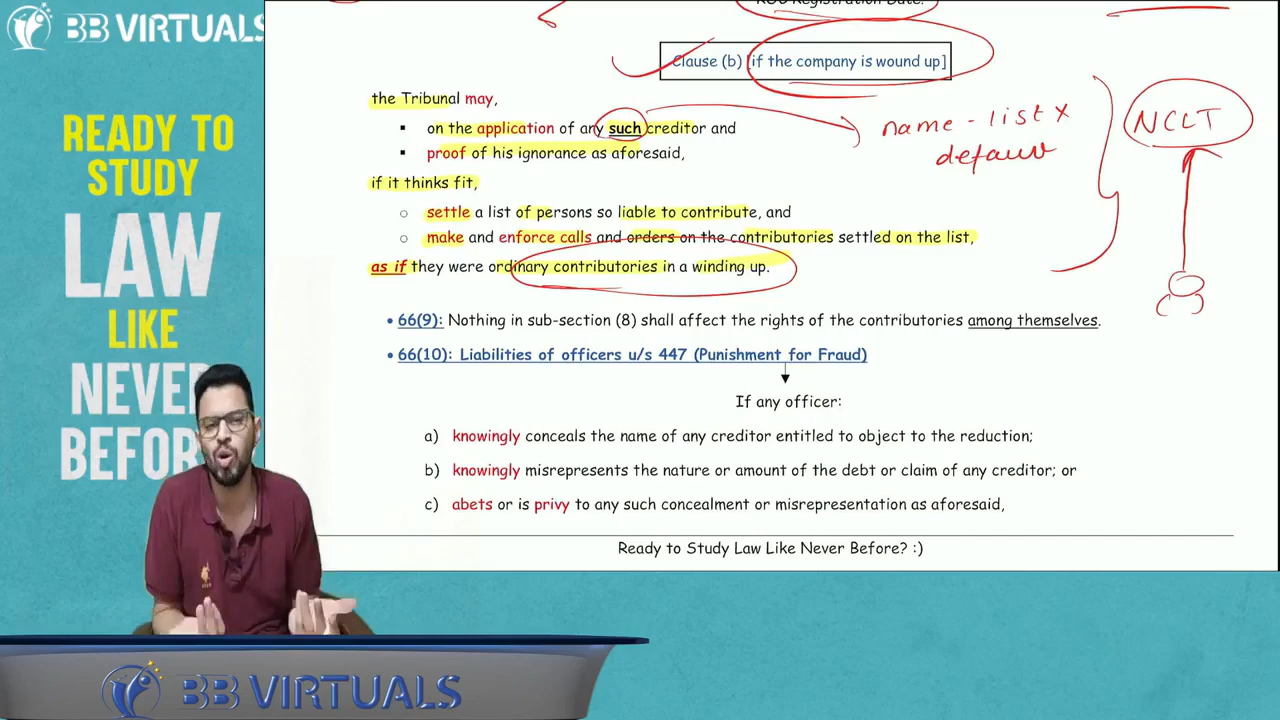 BB VIRTUALS
READY TO
STUDY
LAW
LIKE
NEVER
BEFOR
ROC Registration Date.
Clause (b) [if the company is wound up]
the Tribunal may,
▪ on the application of any such creditor and
▪ proof of his ignorance as aforesaid,
name - list x
default
NCLT
if it thinks fit,
o settle a list of persons so liable to contribute, and
o make and enforce calls and orders on the contributories settled on the list,
as if they were ordinary contributories in a winding up.
• 66(9): Nothing in sub-section (8) shall affect the rights of the contributories among themselves.
• 66(10): Liabilities of officers u/s 447 (Punishment for Fraud)
If any officer:
a) knowingly conceals the name of any creditor entitled to object to the reduction;
b) knowingly misrepresents the nature or amount of the debt or claim of any creditor; or
c) abets or is privy to any such concealment or misrepresentation as aforesaid,
Ready to Study Law Like Never Before? :)
BB VIRTUALS